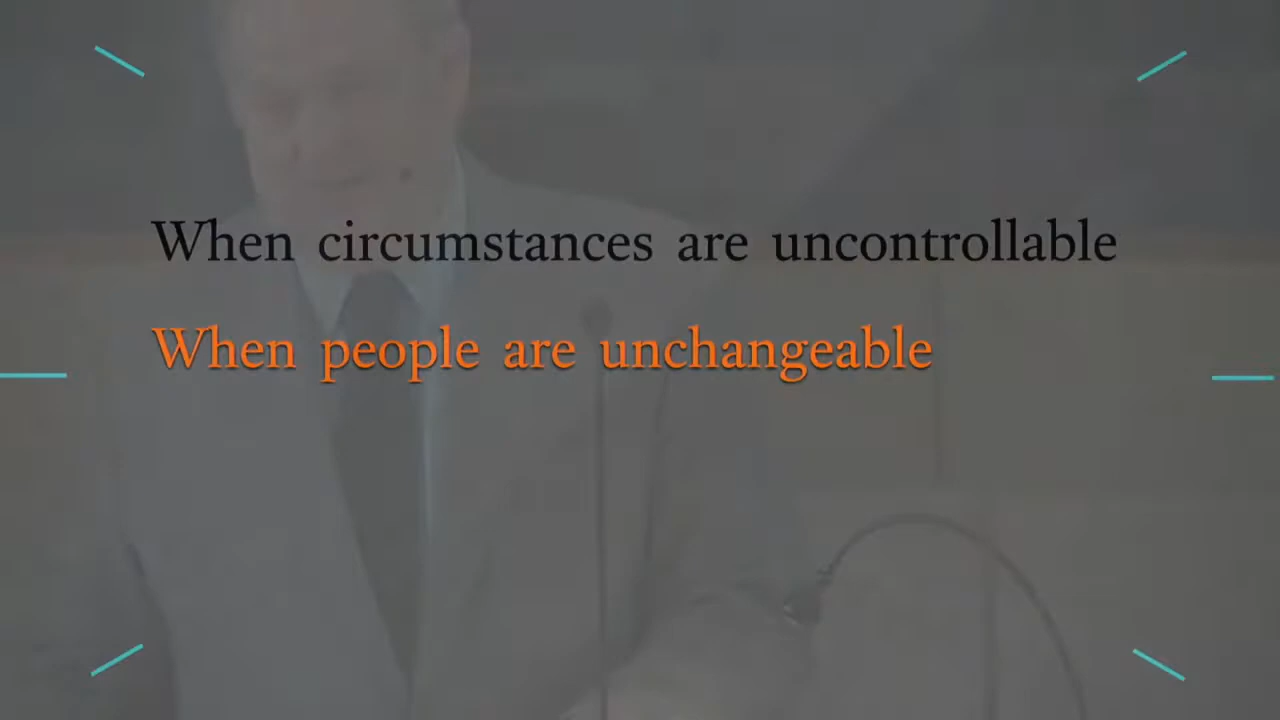 When circumstances are uncontrollable
When people are unchangeable